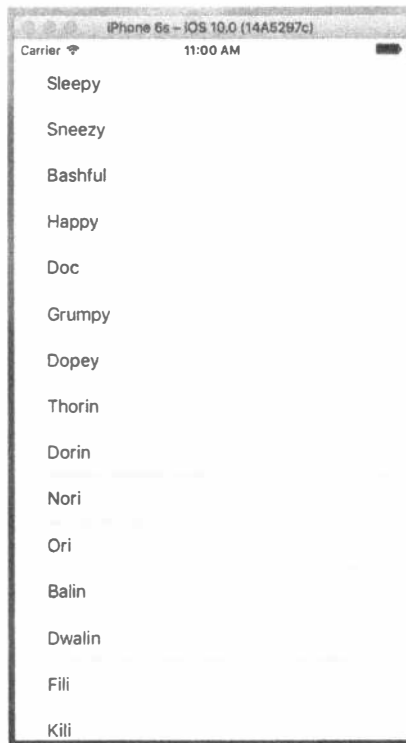 iPhone 6s – iOS 10.0 (14A5297c)
Carrier 11:00 AM
Sleepy
Sneezy
Bashful
Happy
Doc
Grumpy
Dopey
Thorin
Dorin
Nori
Ori
Balin
Dwalin
Fili
Kili